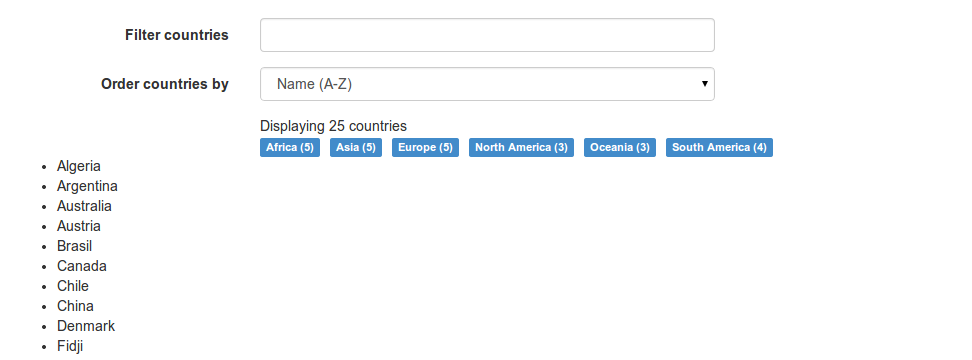 Filter countries
Order countries by Name (A-Z)
Displaying 25 countries
Africa (5) Asia (5) Europe (5) North America (3) Oceania (3) South America (4)
Algeria
Argentina
Australia
Austria
Brasil
Canada
Chile
China
Denmark
Fidji